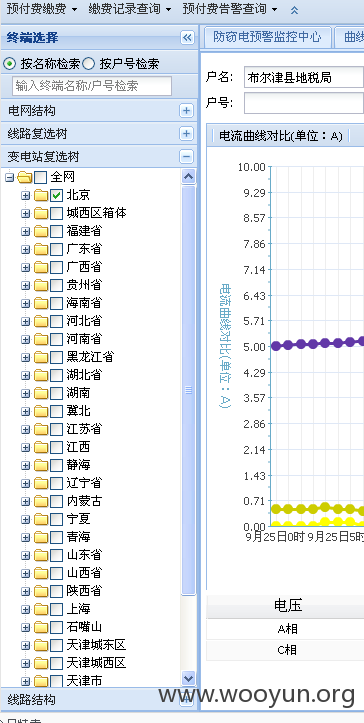 预付费缴费 缴费记录查询 预付费告警查询
终端选择
按名称检索 按户号检索
输入终端名称/户号检索
电网结构
线路复选树
变电站复选树
全网
北京
城西区箱体
福建省
广东省
广西省
贵州省
海南省
河北省
河南省
黑龙江省
湖北省
湖南
冀北
江苏省
江西
静海
辽宁省
内蒙古
宁夏
青海
山东省
山西省
陕西省
上海
石嘴山
天津城东区
天津城西区
天津市
线路结构
防窃电预警监控中心 曲线
户名: 布尔津县地税局
户号:
电流曲线对比(单位：A)
10.00
9.29
8.57
7.86
7.14
6.43
5.71
5.00
4.29
3.57
2.86
2.14
1.43
0.71
0.00
电流曲线对比(单位：A)
9月25日0时 9月25日5时
电压
A相
C相
www.wooyun.org